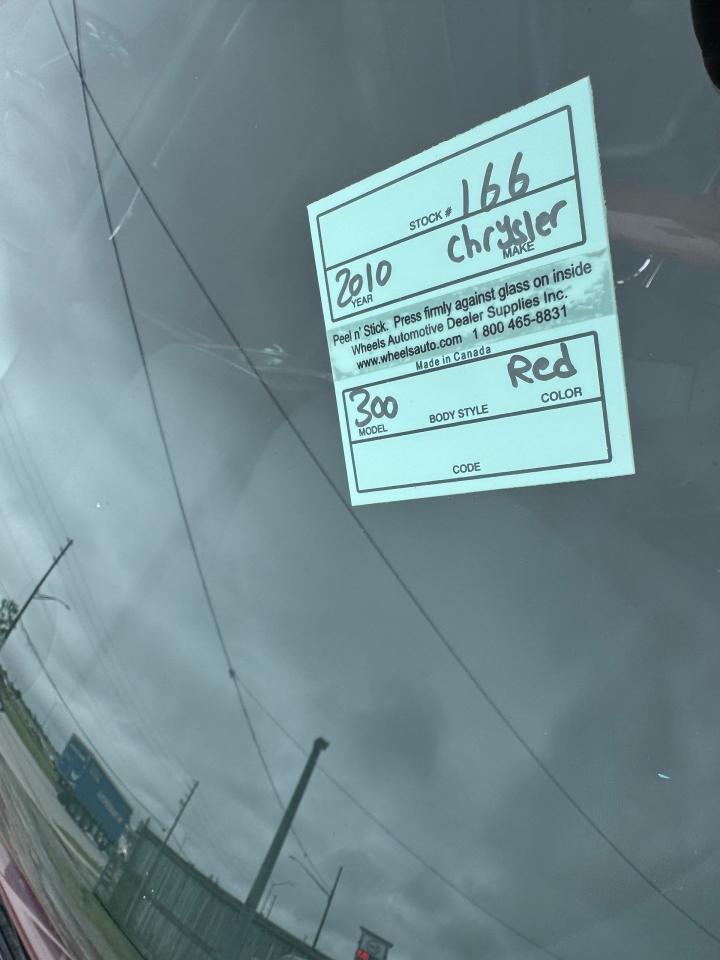 STOCK # 166
2010 Chrysler
YEAR MAKE
Peel n' Stick. Press firmly against glass on inside
Wheels Automotive Dealer Supplies Inc.
www.wheelsauto.com 1 800 465-8831
Made in Canada
300 Red
MODEL BODY STYLE COLOR
CODE